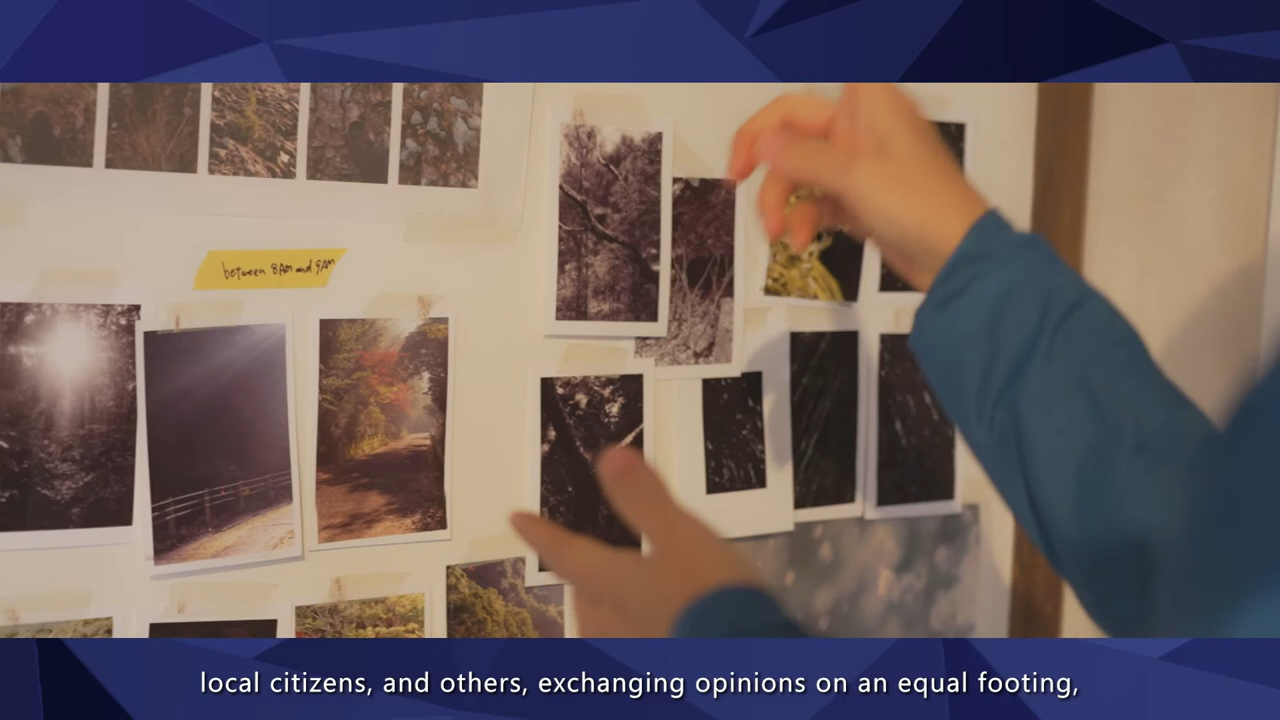 between 8AM and 9AM
local citizens, and others, exchanging opinions on an equal footing,